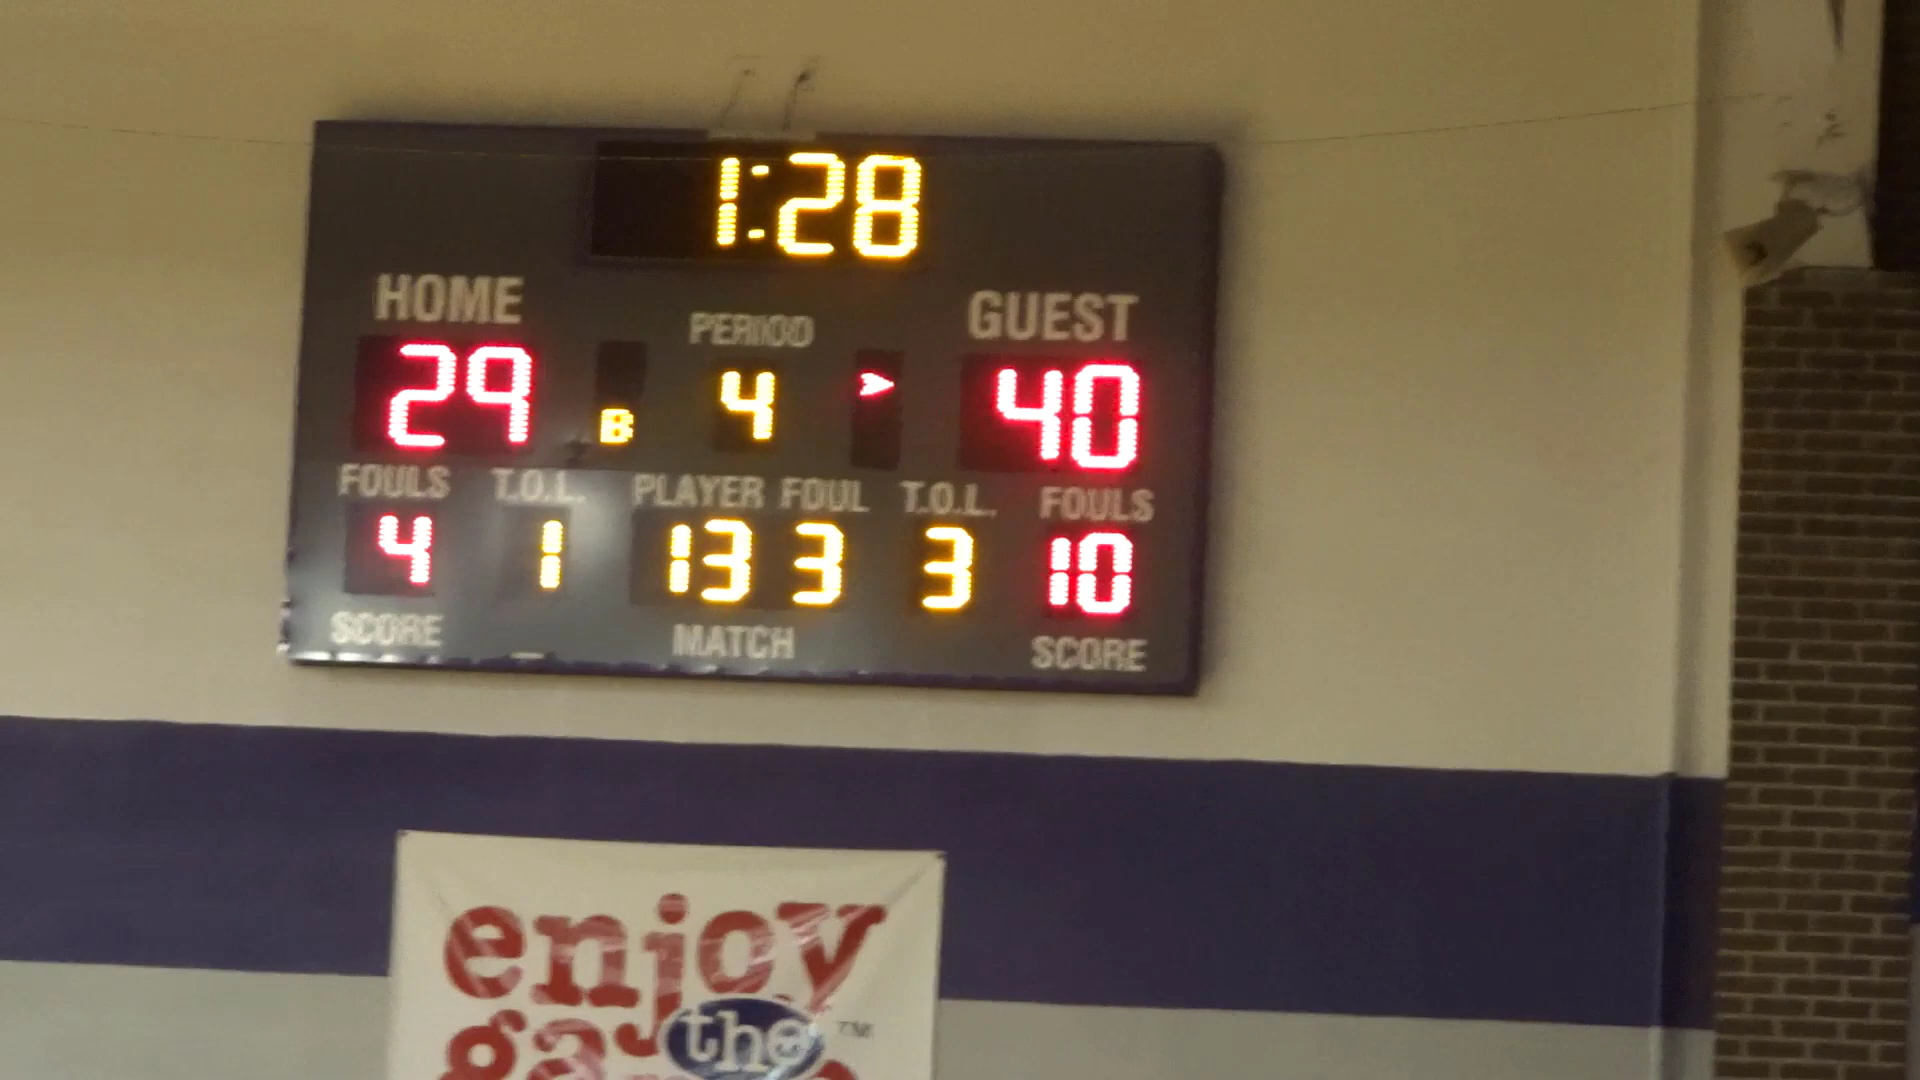 1:28
HOME PERIOD GUEST
29 B 4 40
FOULS T.O.L. PLAYER FOUL T.O.L. FOULS
4 1 13 3 3 10
SCORE MATCH SCORE
enjoy
the ™